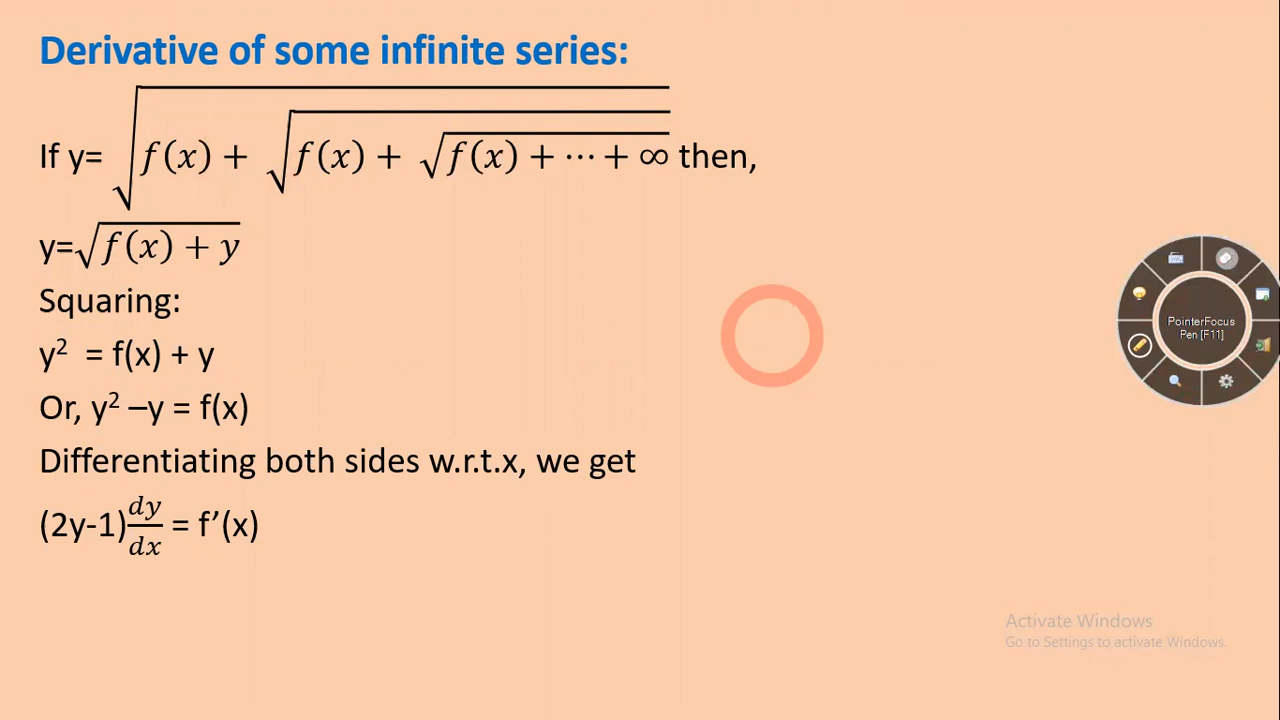 Derivative of some infinite series:
If y= √(f(x) + √(f(x) + √(f(x) + ⋯ + ∞))) then,
y=√(f(x) + y)
Squaring:
y² = f(x) + y
Or, y² –y = f(x)
Differentiating both sides w.r.t.x, we get
(2y-1)dy/dx = f’(x)
PointerFocus
Pen [F11]
Activate Windows
Go to Settings to activate Windows.